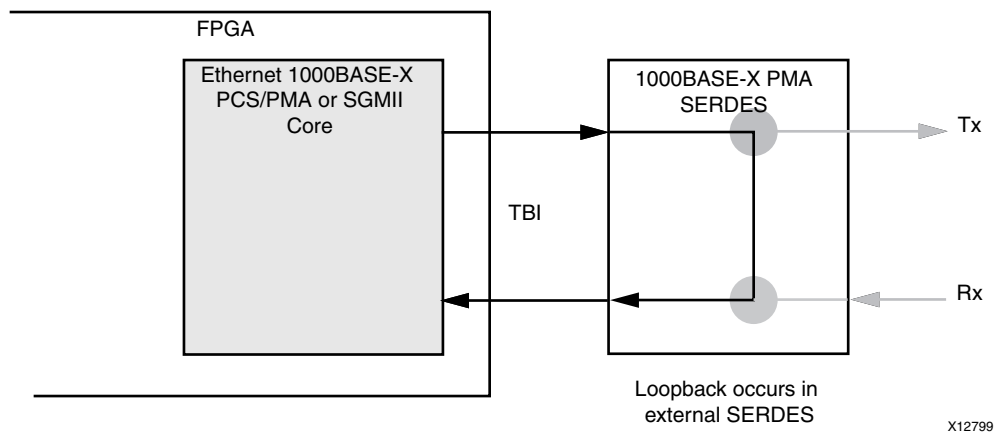 FPGA
Ethernet 1000BASE-X
PCS/PMA or SGMII
Core
1000BASE-X PMA
SERDES
Tx
TBI
Rx
Loopback occurs in
external SERDES
X12799